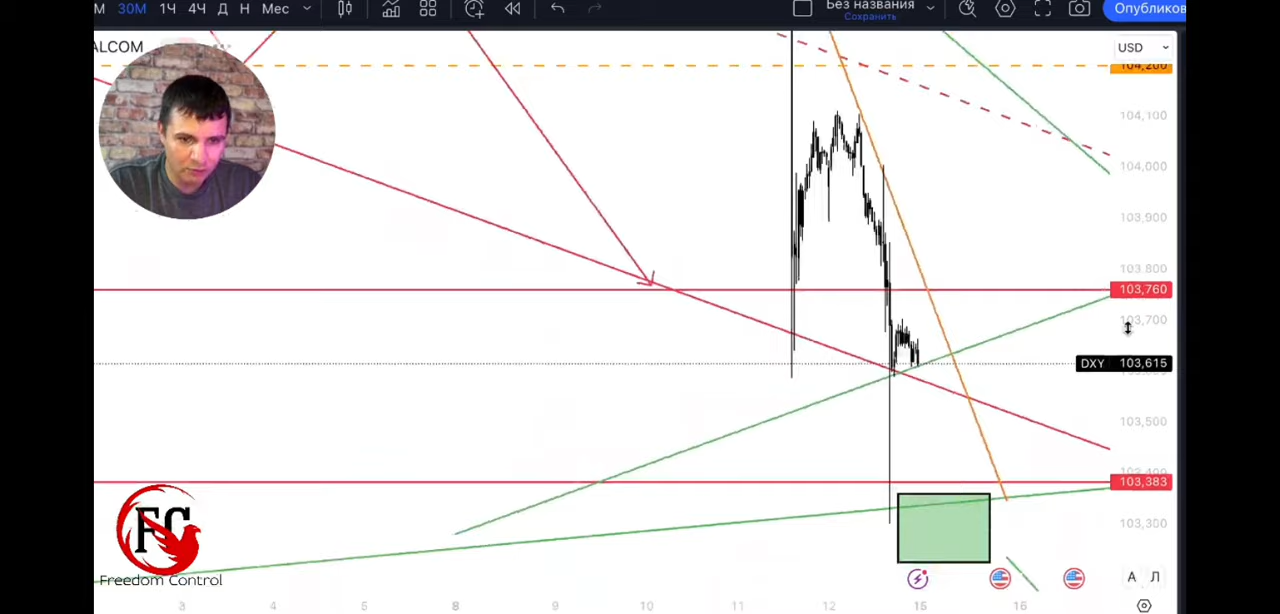 М 30М 1Ч 4Ч Д Н Мес
Без названия
Сохранить
Опубликов
ALCOM
USD
104,200
104,100
104,000
103,900
103,800
103,760
103,700
DXY 103,615
103,500
103,383
103,300
FC
Freedom Control
А Л
3 4 5 8 9 10 11 12 15 16